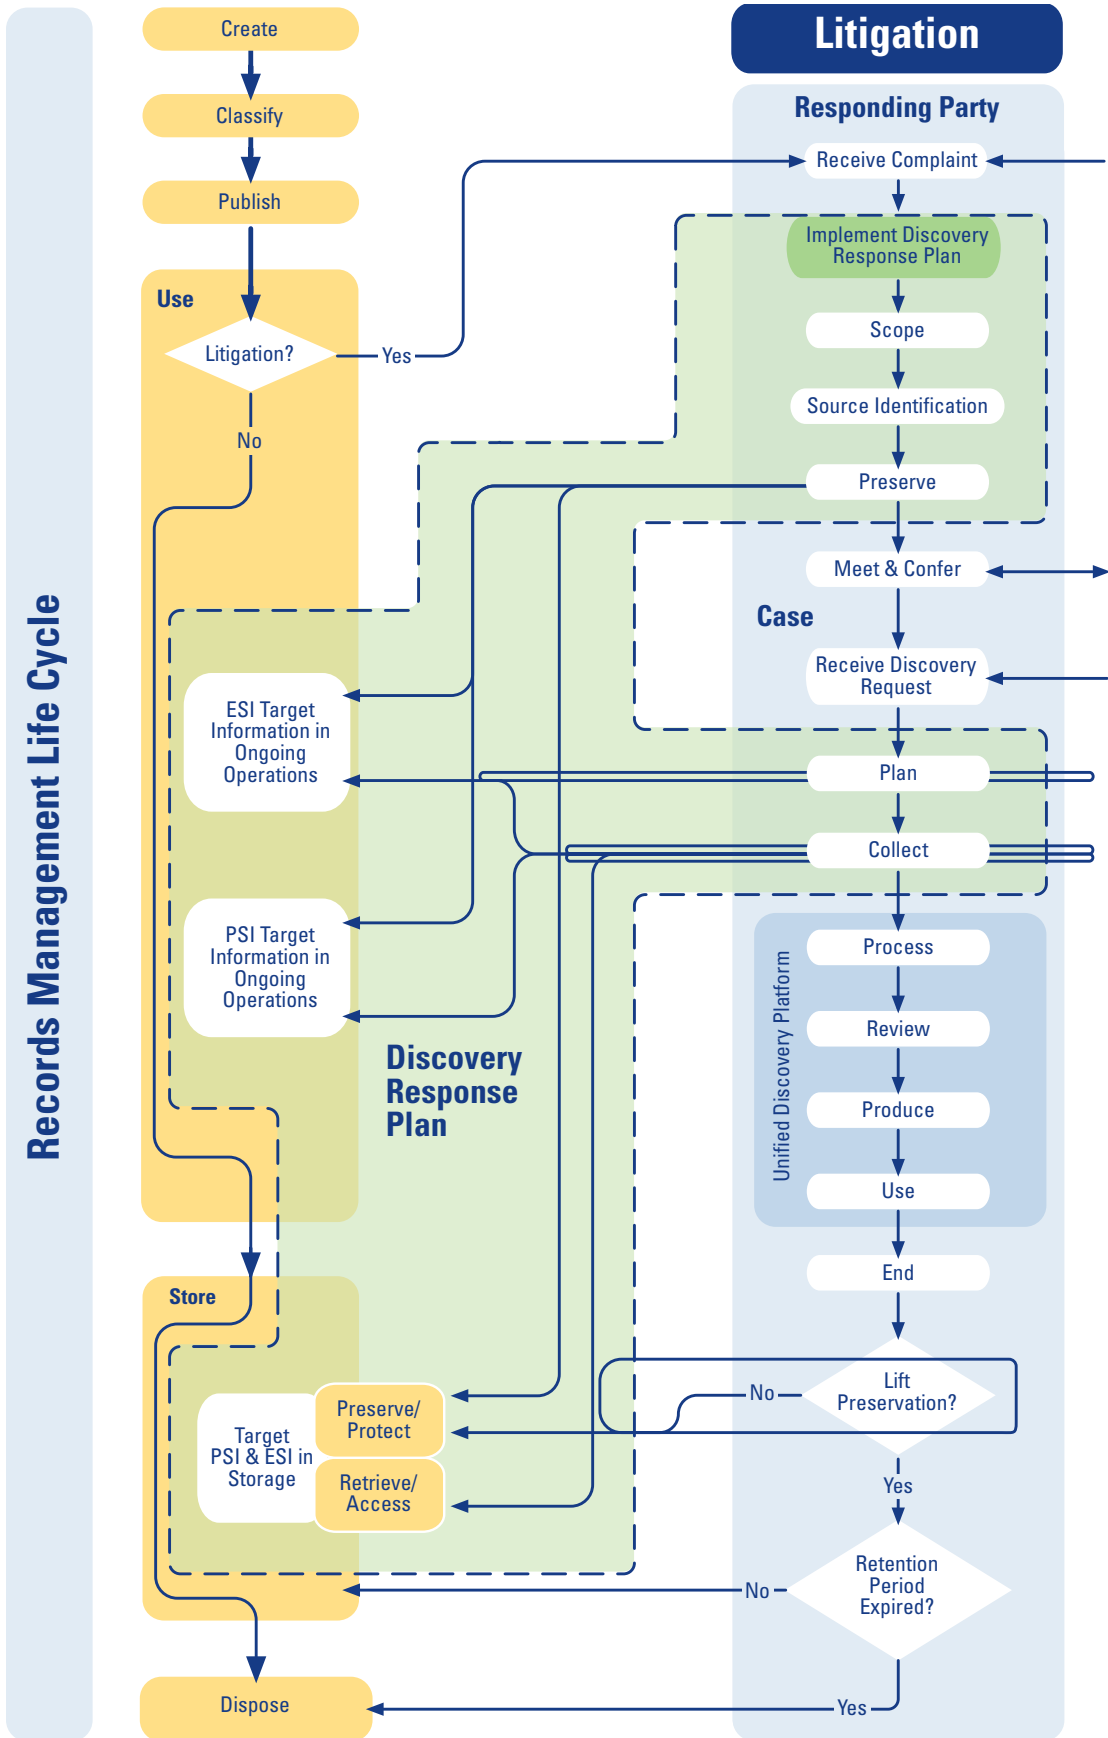 Records Management Life Cycle
Create
Classify
Publish
Use
Litigation?
Yes
No
ESI Target
Information in
Ongoing
Operations
PSI Target
Information in
Ongoing
Operations
Discovery
Response
Plan
Store
Target
PSI & ESI in
Storage
Preserve/
Protect
Retrieve/
Access
Dispose
Litigation
Responding Party
Receive Complaint
Implement Discovery
Response Plan
Scope
Source Identification
Preserve
Meet & Confer
Case
Receive Discovery
Request
Plan
Collect
Unified Discovery Platform
Process
Review
Produce
Use
End
Lift
Preservation?
No
Yes
Retention
Period
Expired?
No
Yes